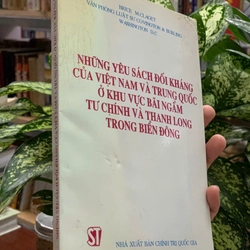 BRICE M.CLAGET
VĂN PHÒNG LUẬT SƯ COVINGTON & BURLING
WASHINGTON
NHỮNG YÊU SÁCH ĐỐI KHÁNG
CỦA VIỆT NAM VÀ TRUNG QUỐC
Ở KHU VỰC BÃI NGẦM
TƯ CHÍNH VÀ THANH LONG
TRONG BIỂN ĐÔNG
ST
NHÀ XUẤT BẢN CHÍNH TRỊ QUỐC GIA